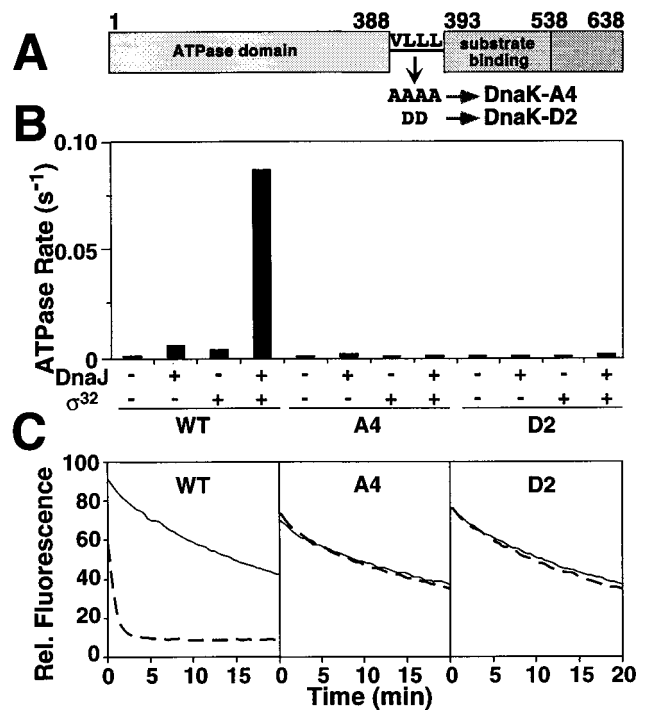 A
1 388 VLLL 393 538 638
ATPase domain
substrate binding
AAAA → DnaK-A4
DD → DnaK-D2
B
ATPase Rate (s⁻¹)
0.10
0.05
0
DnaJ - + - + - + - + - + - +
σ³² - - + + - - + + - - + +
WT A4 D2
C
Rel. Fluorescence
100
80
60
40
20
0
WT A4 D2
0 5 10 15 0 5 10 15 0 5 10 15 20
Time (min)